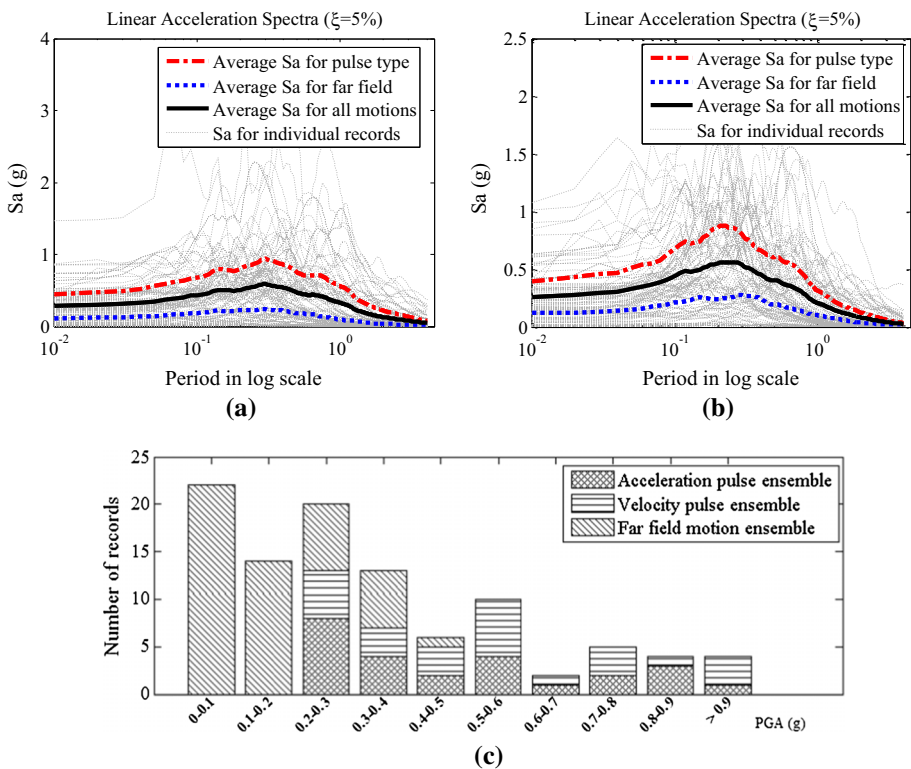 Linear Acceleration Spectra (ξ=5%)
4
3
2
1
0
Sa (g)
Average Sa for pulse type
Average Sa for far field
Average Sa for all motions
Sa for individual records
10-2
10-1
100
Period in log scale
(a)
Linear Acceleration Spectra (ξ=5%)
2.5
2
1.5
1
0.5
0
Sa (g)
Average Sa for pulse type
Average Sa for far field
Average Sa for all motions
Sa for individual records
10-2
10-1
100
Period in log scale
(b)
25
20
15
10
5
0
Number of records
Acceleration pulse ensemble
Velocity pulse ensemble
Far field motion ensemble
0-0.1
0.1-0.2
0.2-0.3
0.3-0.4
0.4-0.5
0.5-0.6
0.6-0.7
0.7-0.8
0.8-0.9
> 0.9
PGA (g)
(c)